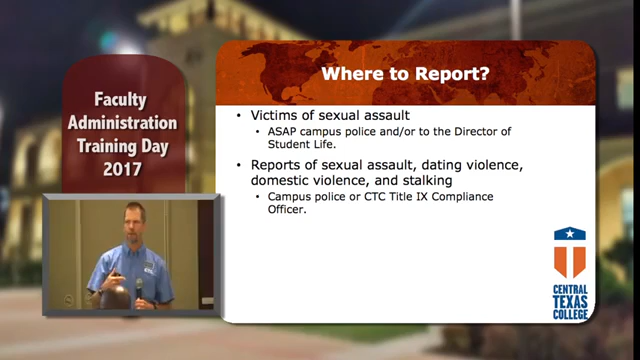 Faculty
Administration
Training Day
2017
Where to Report?
• Victims of sexual assault
• ASAP campus police and/or to the Director of
Student Life.
• Reports of sexual assault, dating violence,
domestic violence, and stalking
• Campus police or CTC Title IX Compliance
Officer.
CENTRAL
TEXAS
COLLEGE